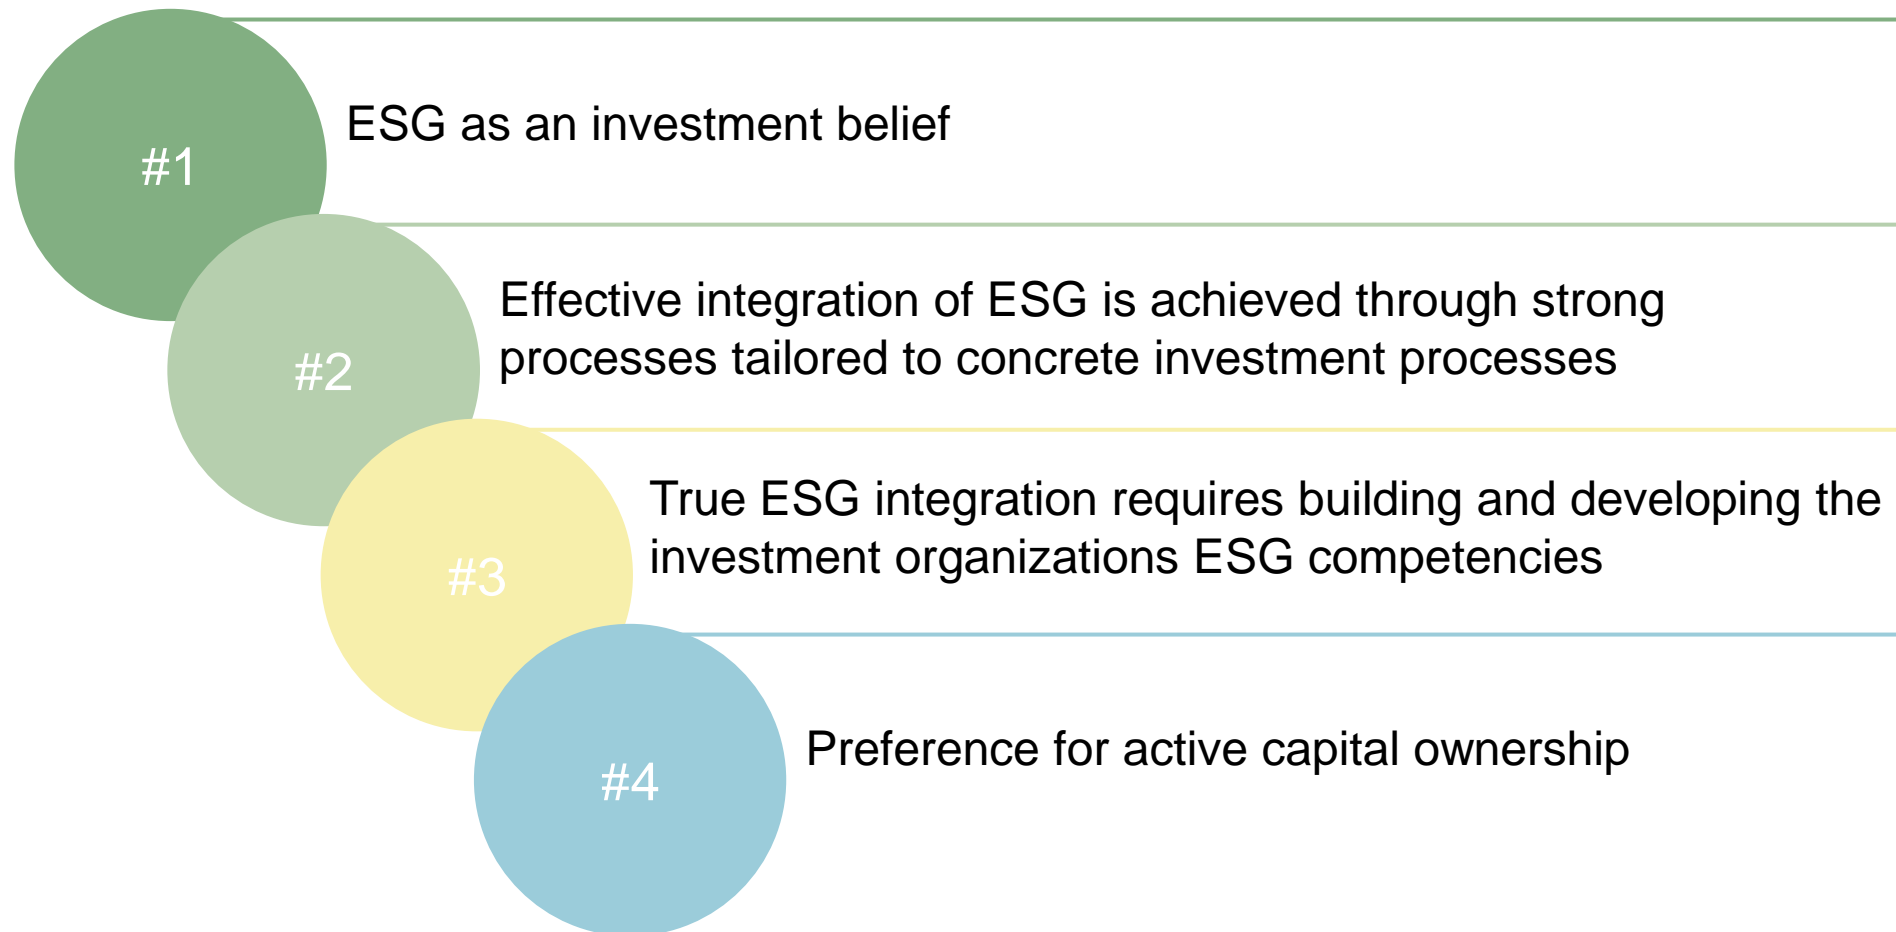 #1
ESG as an investment belief
#2
Effective integration of ESG is achieved through strong
processes tailored to concrete investment processes
#3
True ESG integration requires building and developing the
investment organizations ESG competencies
#4
Preference for active capital ownership